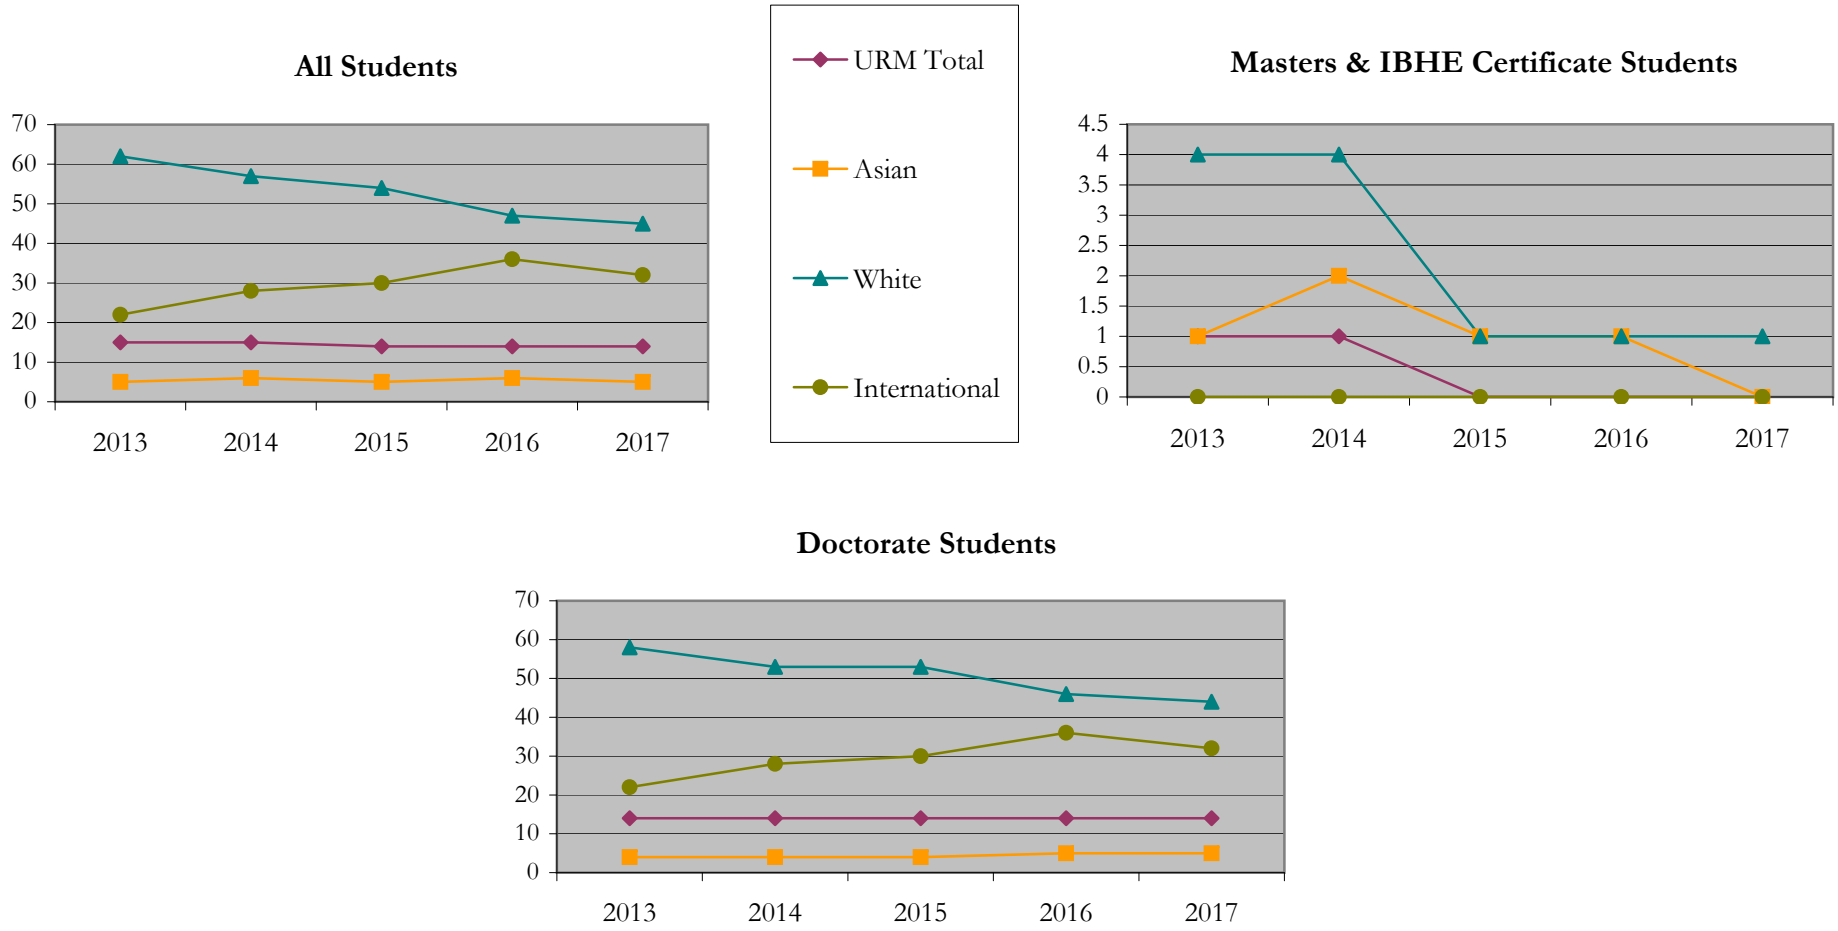 All Students
70
60
50
40
30
20
10
0
2013 2014 2015 2016 2017
URM Total
Asian
White
International
Masters & IBHE Certificate Students
4.5
4
3.5
3
2.5
2
1.5
1
0.5
0
2013 2014 2015 2016 2017
Doctorate Students
70
60
50
40
30
20
10
0
2013 2014 2015 2016 2017